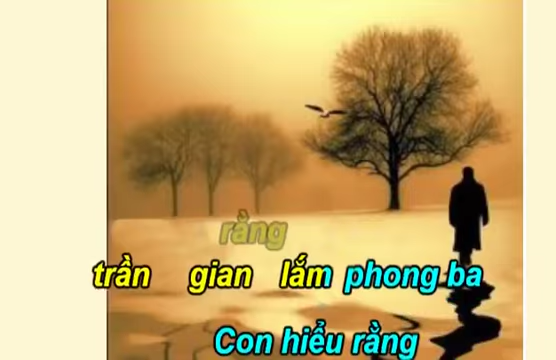 rằng
trần gian lắm phong ba
Con hiểu rằng